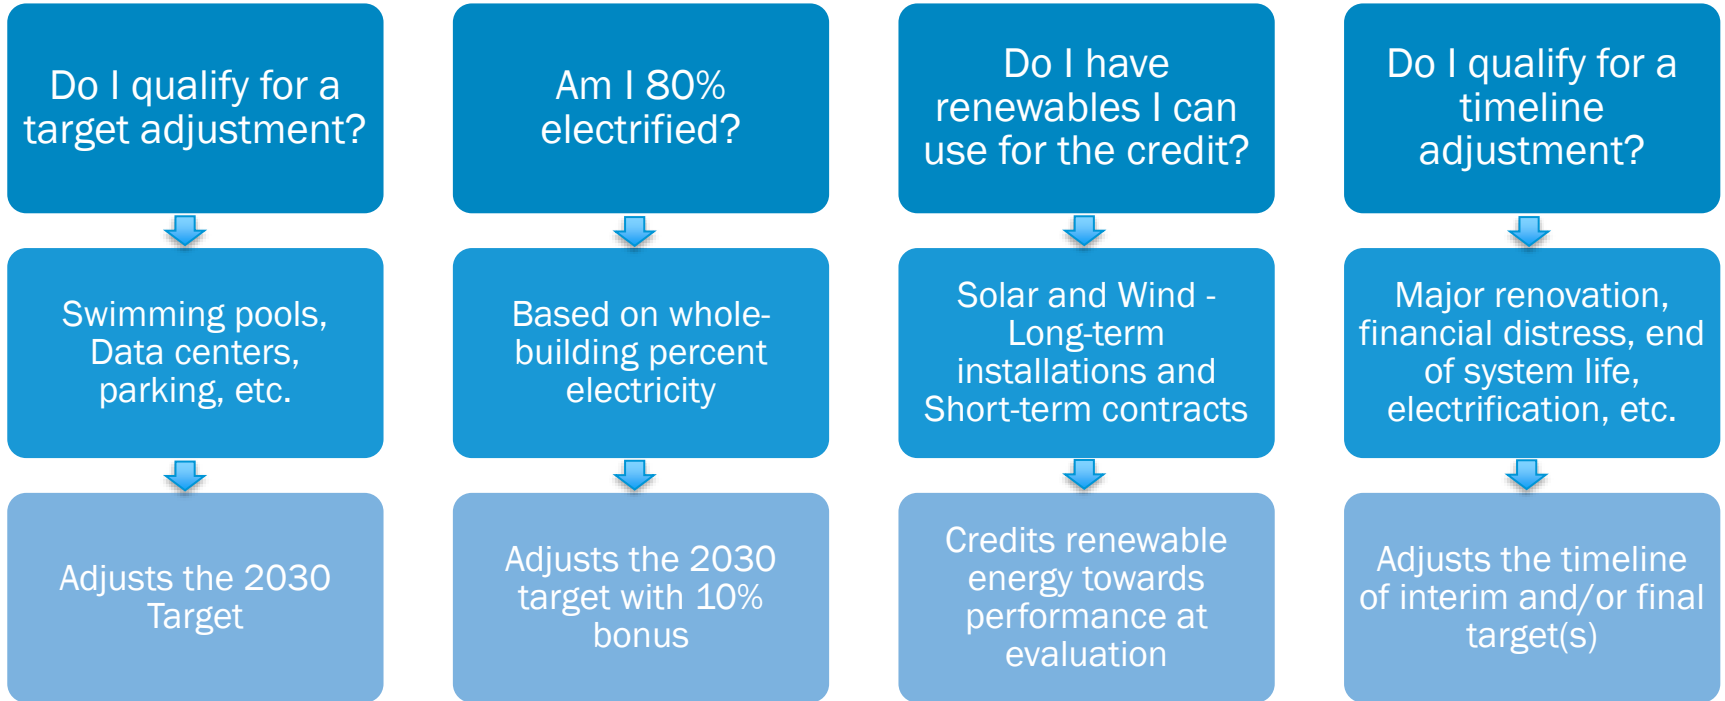 Do I qualify for a
target adjustment?
Swimming pools,
Data centers,
parking, etc.
Adjusts the 2030
Target
Am I 80%
electrified?
Based on whole-
building percent
electricity
Adjusts the 2030
target with 10%
bonus
Do I have
renewables I can
use for the credit?
Solar and Wind -
Long-term
installations and
Short-term contracts
Credits renewable
energy towards
performance at
evaluation
Do I qualify for a
timeline
adjustment?
Major renovation,
financial distress, end
of system life,
electrification, etc.
Adjusts the timeline
of interim and/or final
target(s)